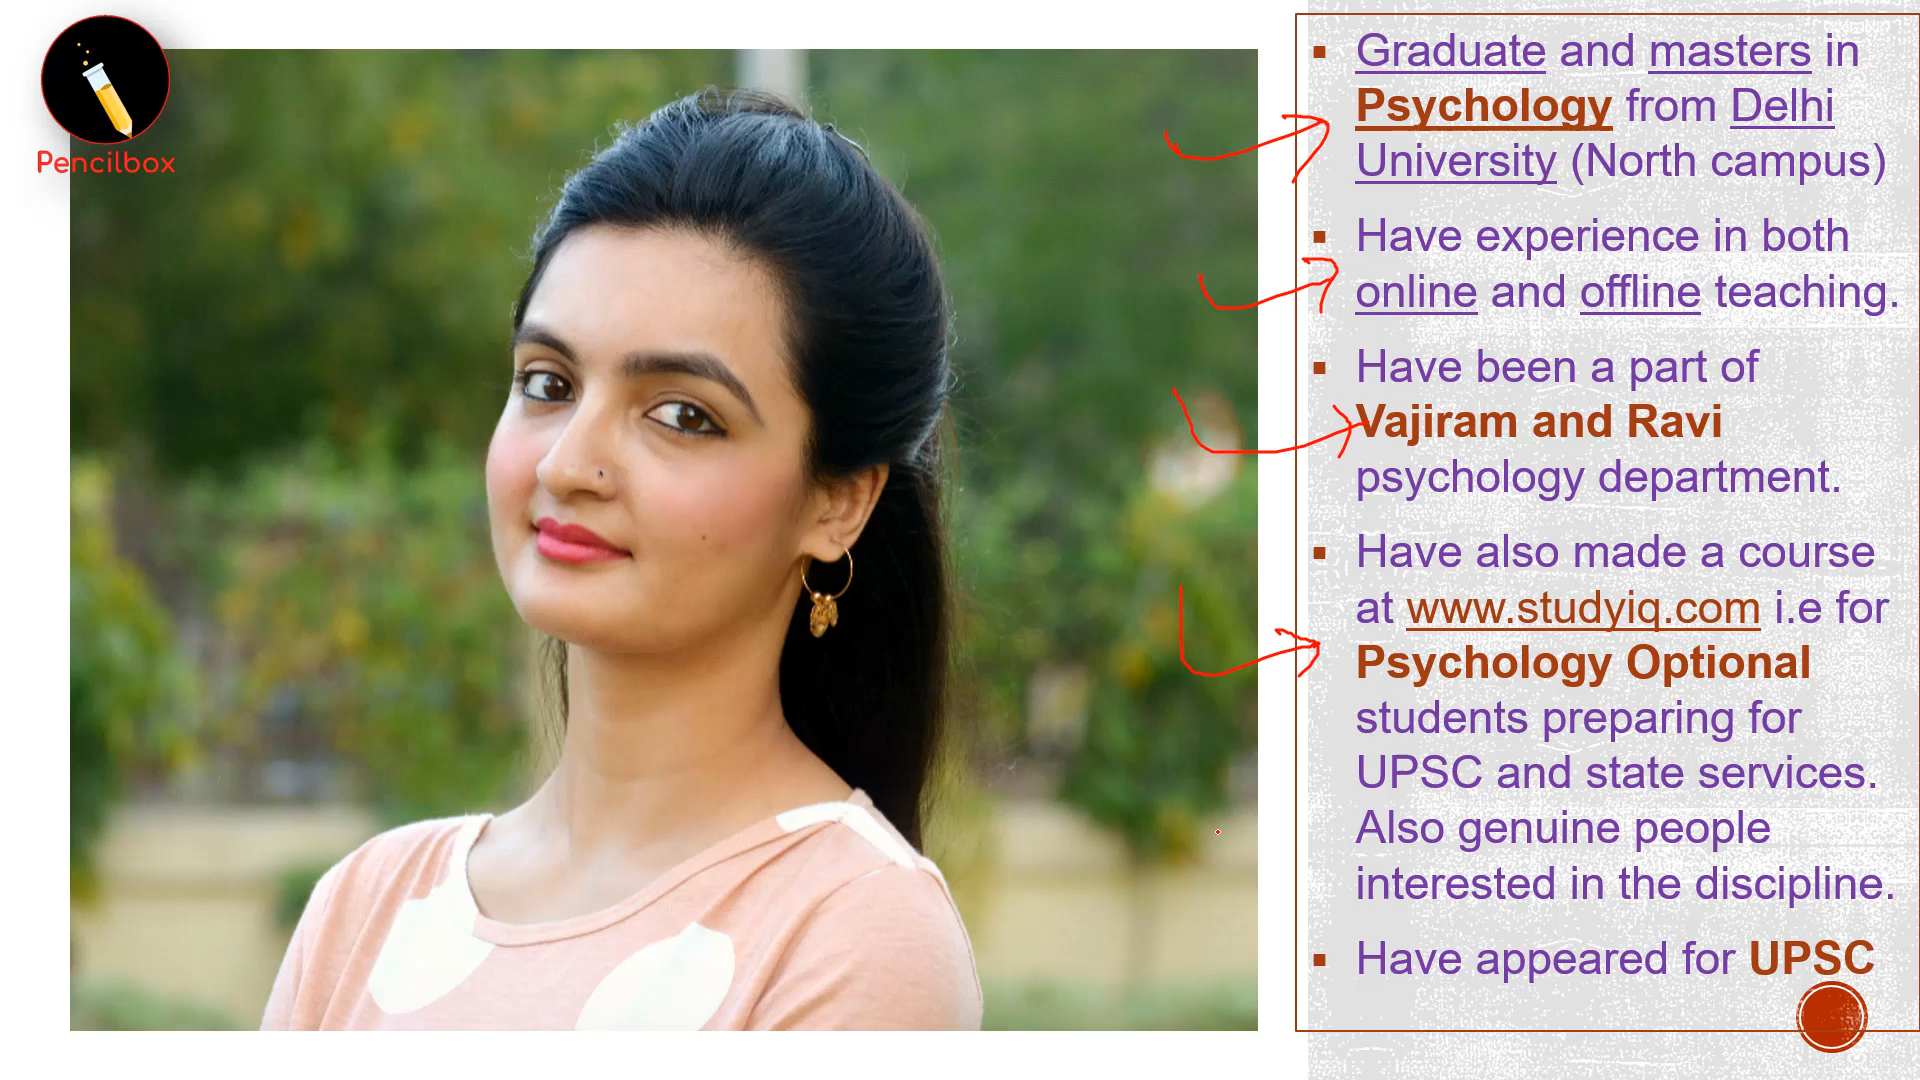 Pencilbox
Graduate and masters in
Psychology from Delhi
University (North campus)
Have experience in both
online and offline teaching.
Have been a part of
Vajiram and Ravi
psychology department.
Have also made a course
at www.studyiq.com i.e for
Psychology Optional
students preparing for
UPSC and state services.
Also genuine people
interested in the discipline.
Have appeared for UPSC